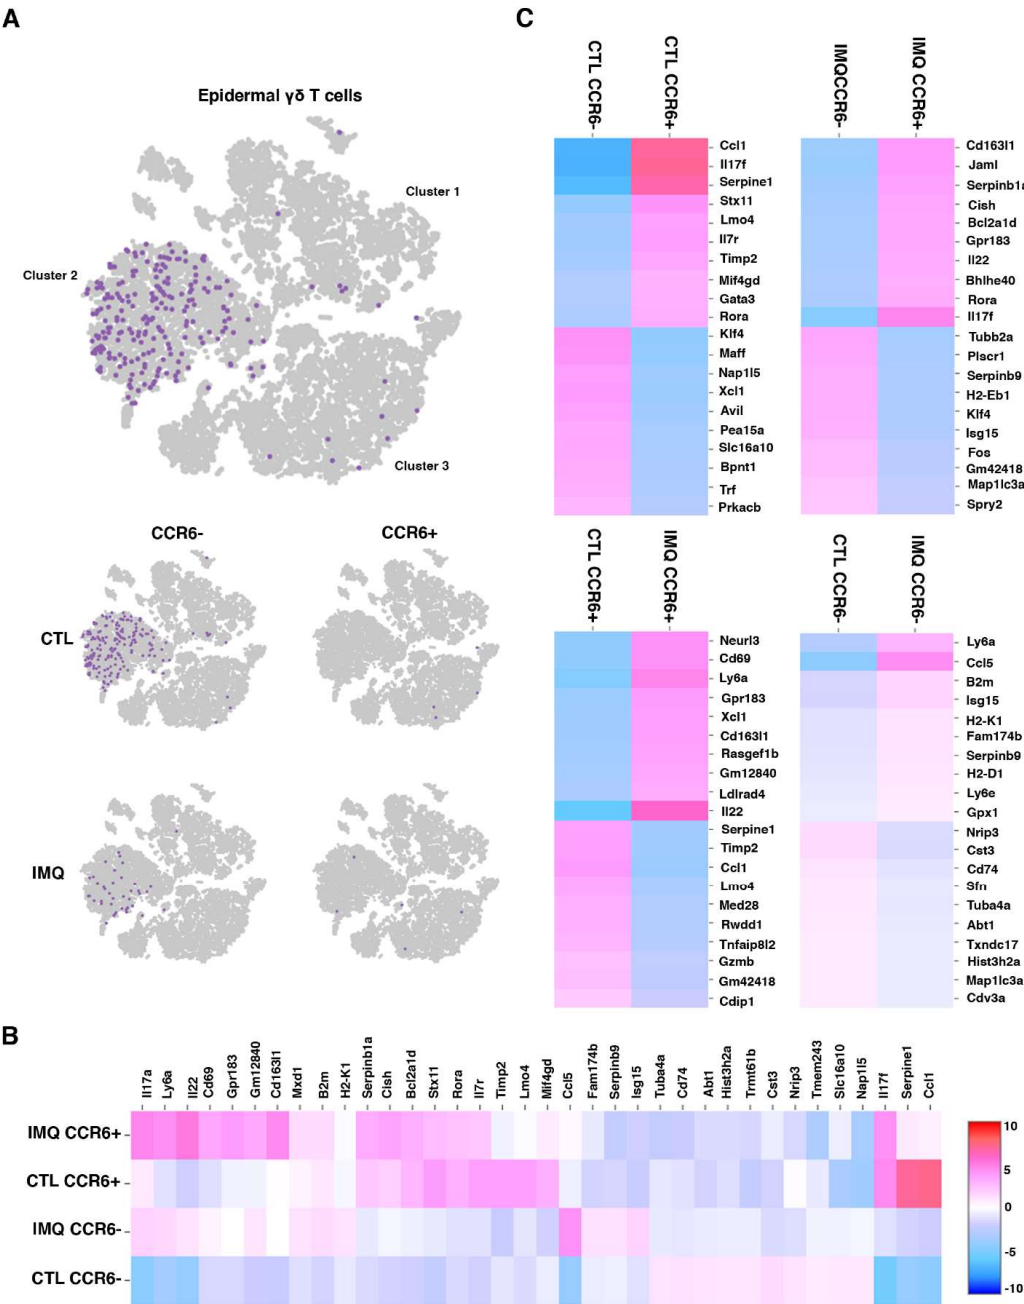 A
Epidermal γδ T cells
Cluster 1
Cluster 2
Cluster 3
CCR6-
CCR6+
CTL
IMQ
C
CTL CCR6-
CTL CCR6+
Ccl1
Il17f
Serpine1
Stx11
Lmo4
Il7r
Timp2
Mif4gd
Gata3
Rora
Klf4
Maff
Nap1l5
Xcl1
Avil
Pea15a
Slc16a10
Bpnt1
Trf
Prkacb
IMQCCR6-
IMQ CCR6+
Cd163l1
Jaml
Serpinb1a
Cish
Bcl2a1d
Gpr183
Il22
Bhlhe40
Rora
Il17f
Tubb2a
Plscr1
Serpinb9
H2-Eb1
Klf4
Isg15
Fos
Gm42418
Map1lc3a
Spry2
CTL CCR6+
IMQ CCR6+
Neurl3
Cd69
Ly6a
Gpr183
Xcl1
Cd163l1
Rasgef1b
Gm12840
Ldlrad4
Il22
Serpine1
Timp2
Ccl1
Lmo4
Med28
Rwdd1
Tnfaip8l2
Gzmb
Gm42418
Cdip1
CTL CCR6-
IMQ CCR6-
Ly6a
Ccl5
B2m
Isg15
H2-K1
Fam174b
Serpinb9
H2-D1
Ly6e
Gpx1
Nrip3
Cst3
Cd74
Sfn
Tuba4a
Abt1
Txndc17
Hist3h2a
Map1lc3a
Cdv3a
B
Il17a
Ly6a
Il22
Cd69
Gpr183
Gm12840
Cd163l1
Mxd1
B2m
H2-K1
Serpinb1a
Cish
Bcl2a1d
Stx11
Rora
Il7r
Timp2
Lmo4
Mif4gd
Ccl5
Fam174b
Serpinb9
Isg15
Tuba4a
Cd74
Abt1
Hist3h2a
Trmt61b
Cst3
Nrip3
Tmem243
Slc16a10
Nap1l5
Il17f
Serpine1
Ccl1
IMQ CCR6+
CTL CCR6+
IMQ CCR6-
CTL CCR6-
10
5
0
-5
-10